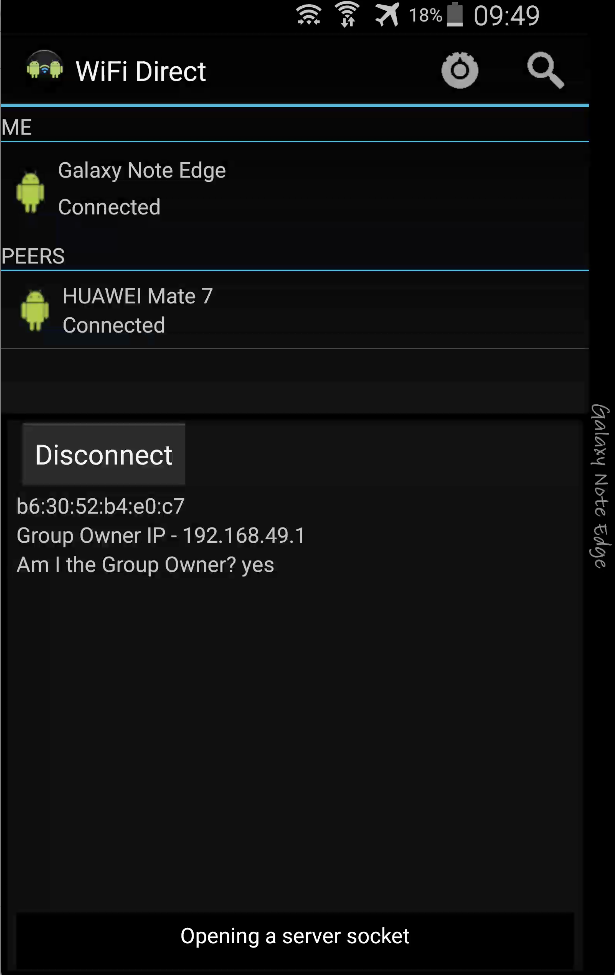 18% 09:49
WiFi Direct
ME
Galaxy Note Edge
Connected
PEERS
HUAWEI Mate 7
Connected
Disconnect
b6:30:52:b4:e0:c7
Group Owner IP - 192.168.49.1
Am I the Group Owner? yes
Galaxy Note Edge
Opening a server socket